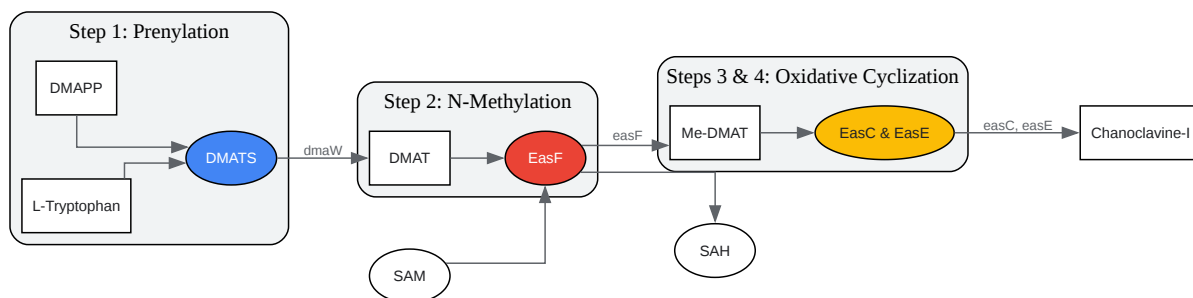 Step 1: Prenylation
DMAPP
L-Tryptophan
DMATS
dmaW
Step 2: N-Methylation
DMAT
EasF
SAM
easF
Steps 3 & 4: Oxidative Cyclization
Me-DMAT
EasC & EasE
SAH
easC, easE
Chanoclavine-I